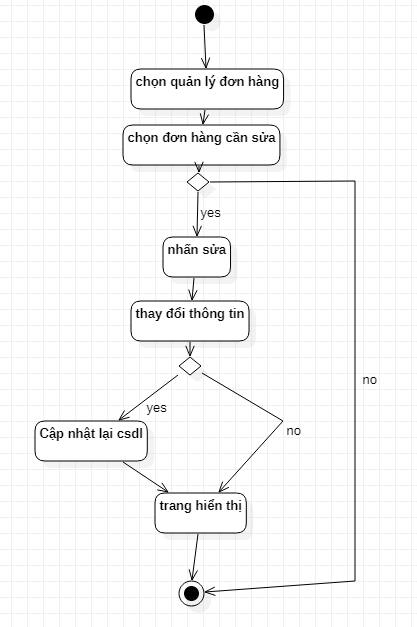 chọn quản lý đơn hàng
chọn đơn hàng cần sửa
yes
nhấn sửa
thay đổi thông tin
no
yes
Cập nhật lại csdl
no
trang hiển thị